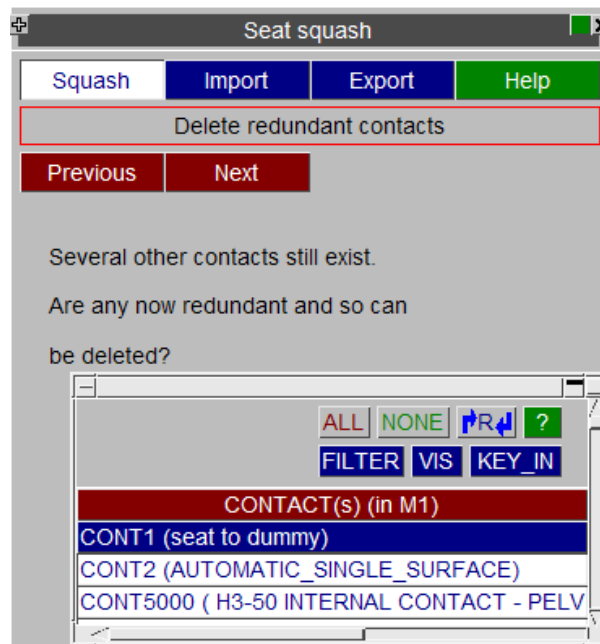 Seat squash
Squash Import Export Help
Delete redundant contacts
Previous Next
Several other contacts still exist.
Are any now redundant and so can
be deleted?
ALL NONE R ?
FILTER VIS KEY_IN
CONTACT(s) (in M1)
CONT1 (seat to dummy)
CONT2 (AUTOMATIC_SINGLE_SURFACE)
CONT5000 ( H3-50 INTERNAL CONTACT - PELV